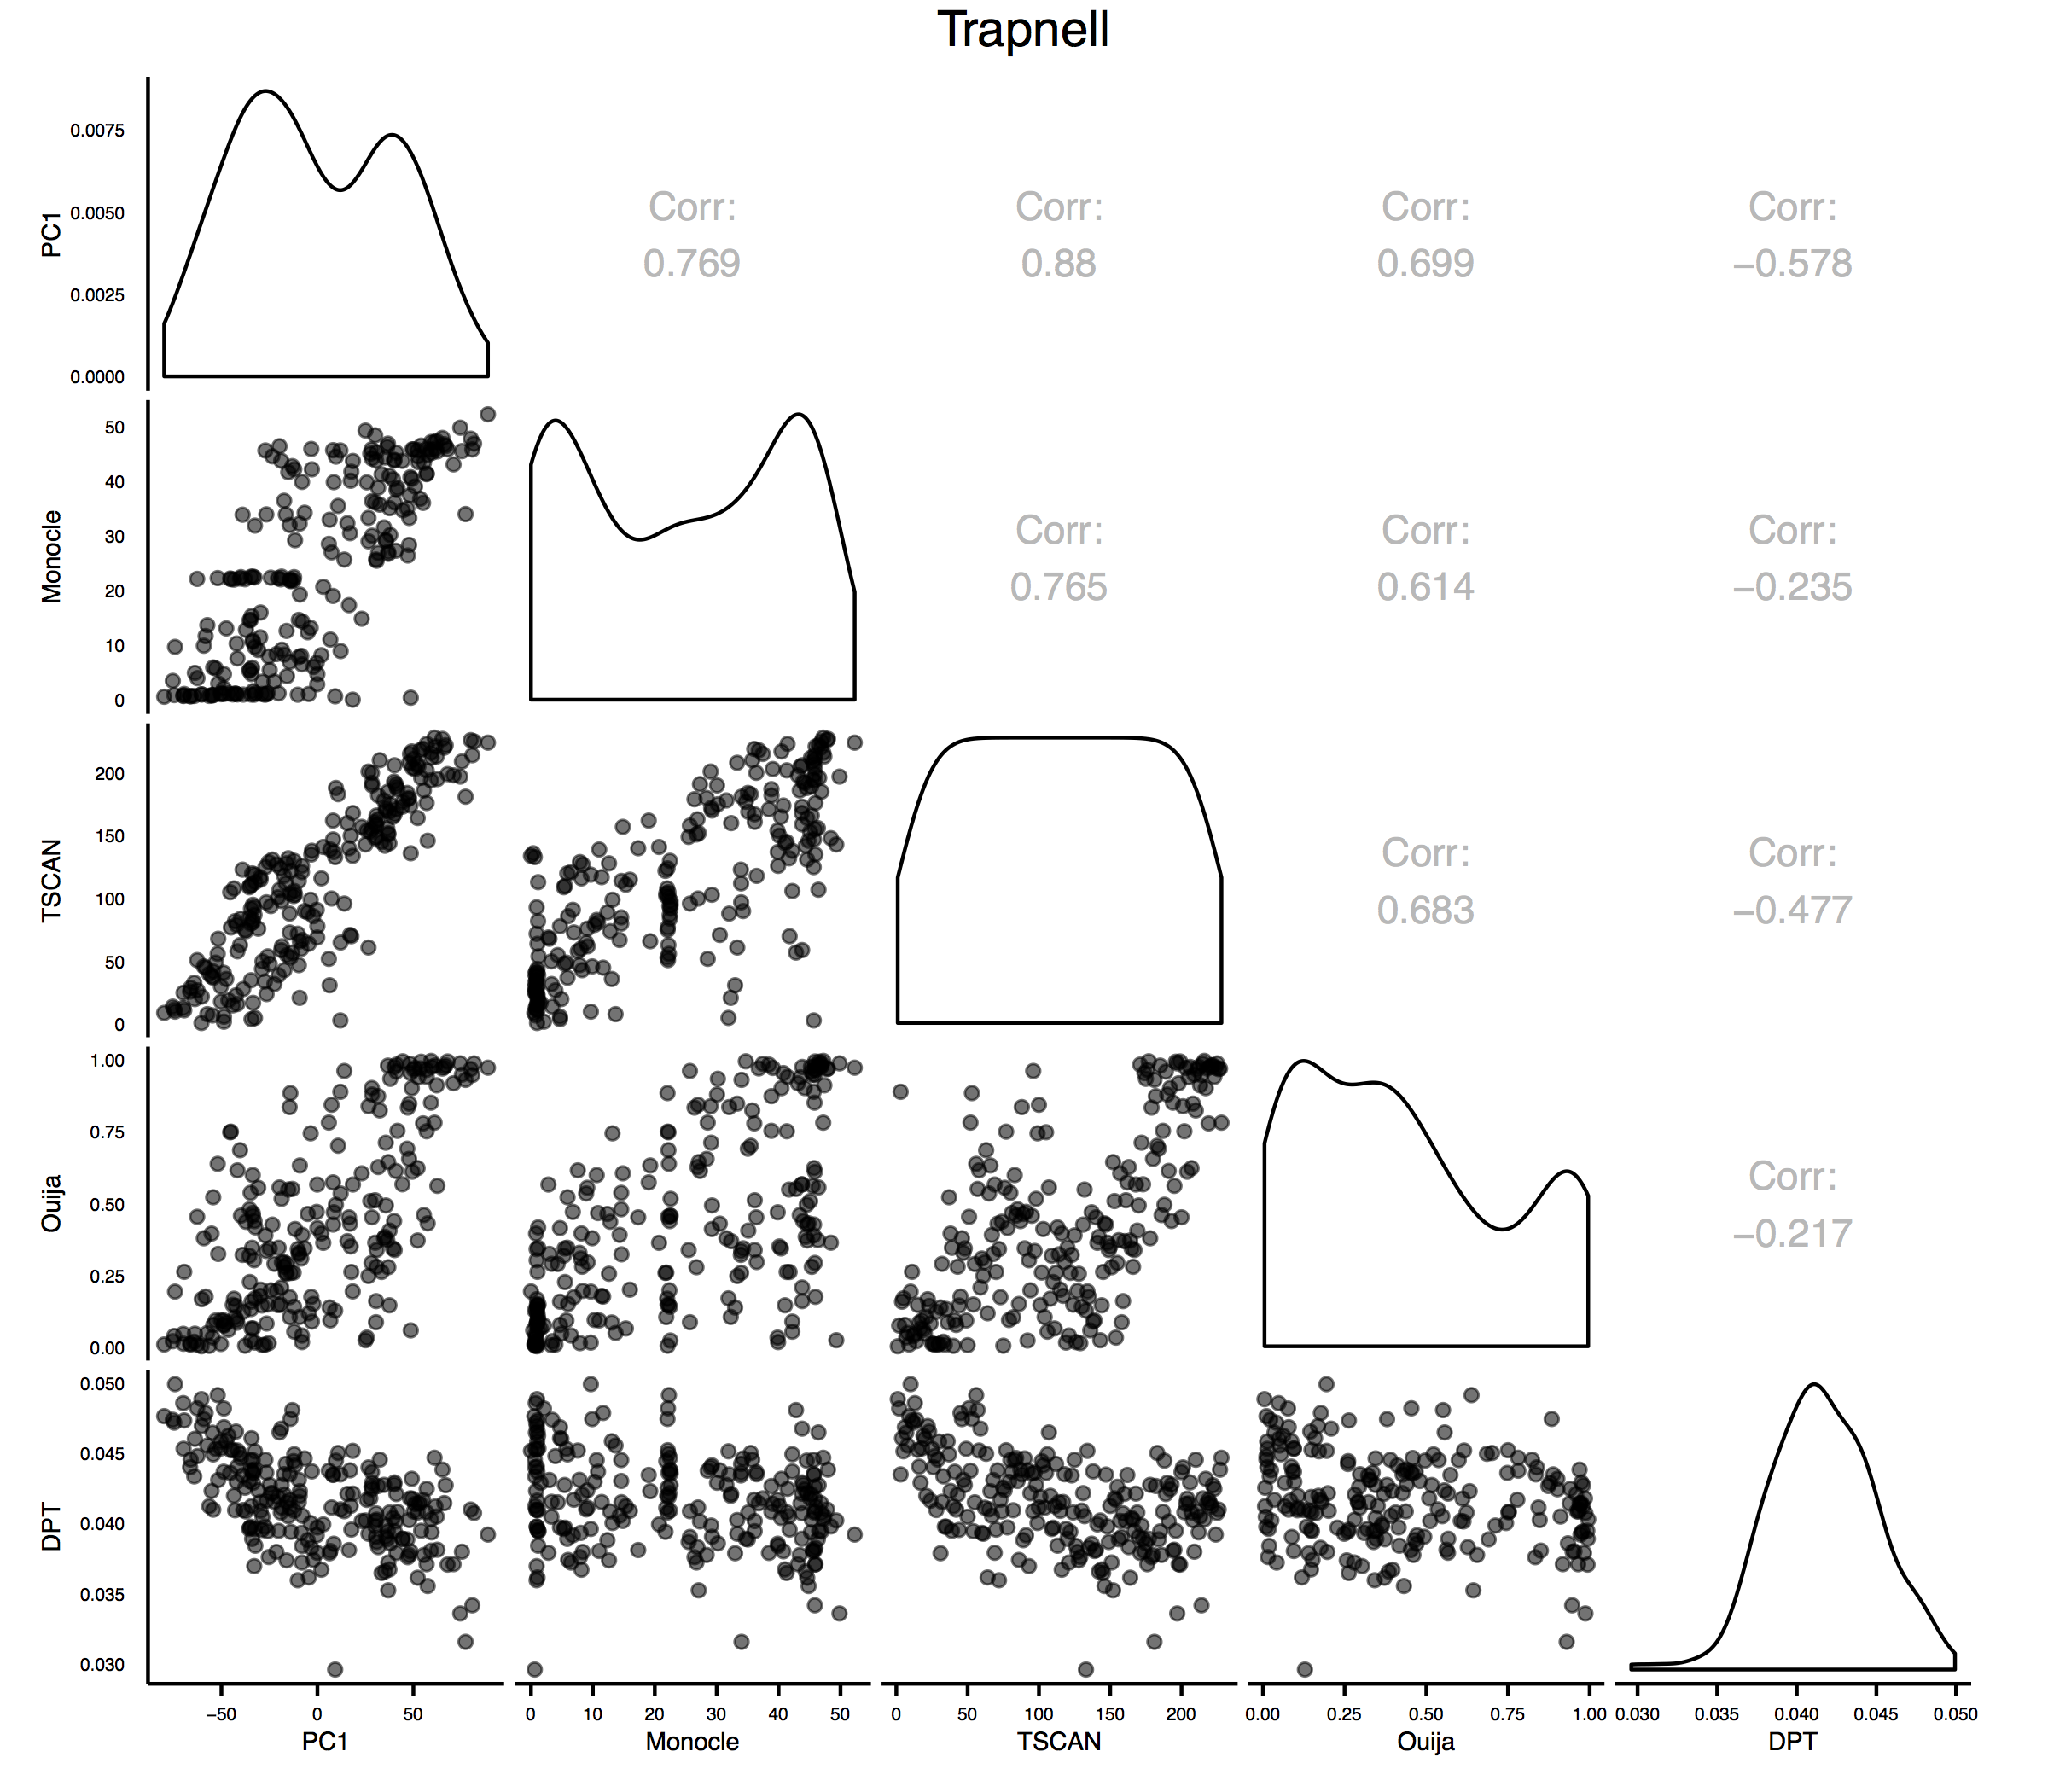 Trapnell
PC1
0.0075
0.0050
0.0025
0.0000
Corr:
0.769
Corr:
0.88
Corr:
0.699
Corr:
−0.578
Monocle
50
40
30
20
10
0
Corr:
0.765
Corr:
0.614
Corr:
−0.235
TSCAN
200
150
100
50
0
Corr:
0.683
Corr:
−0.477
Ouija
1.00
0.75
0.50
0.25
0.00
Corr:
−0.217
DPT
0.050
0.045
0.040
0.035
0.030
−50 0 50
0 10 20 30 40 50
0 50 100 150 200
0.00 0.25 0.50 0.75 1.00
0.030 0.035 0.040 0.045 0.050
PC1 Monocle TSCAN Ouija DPT